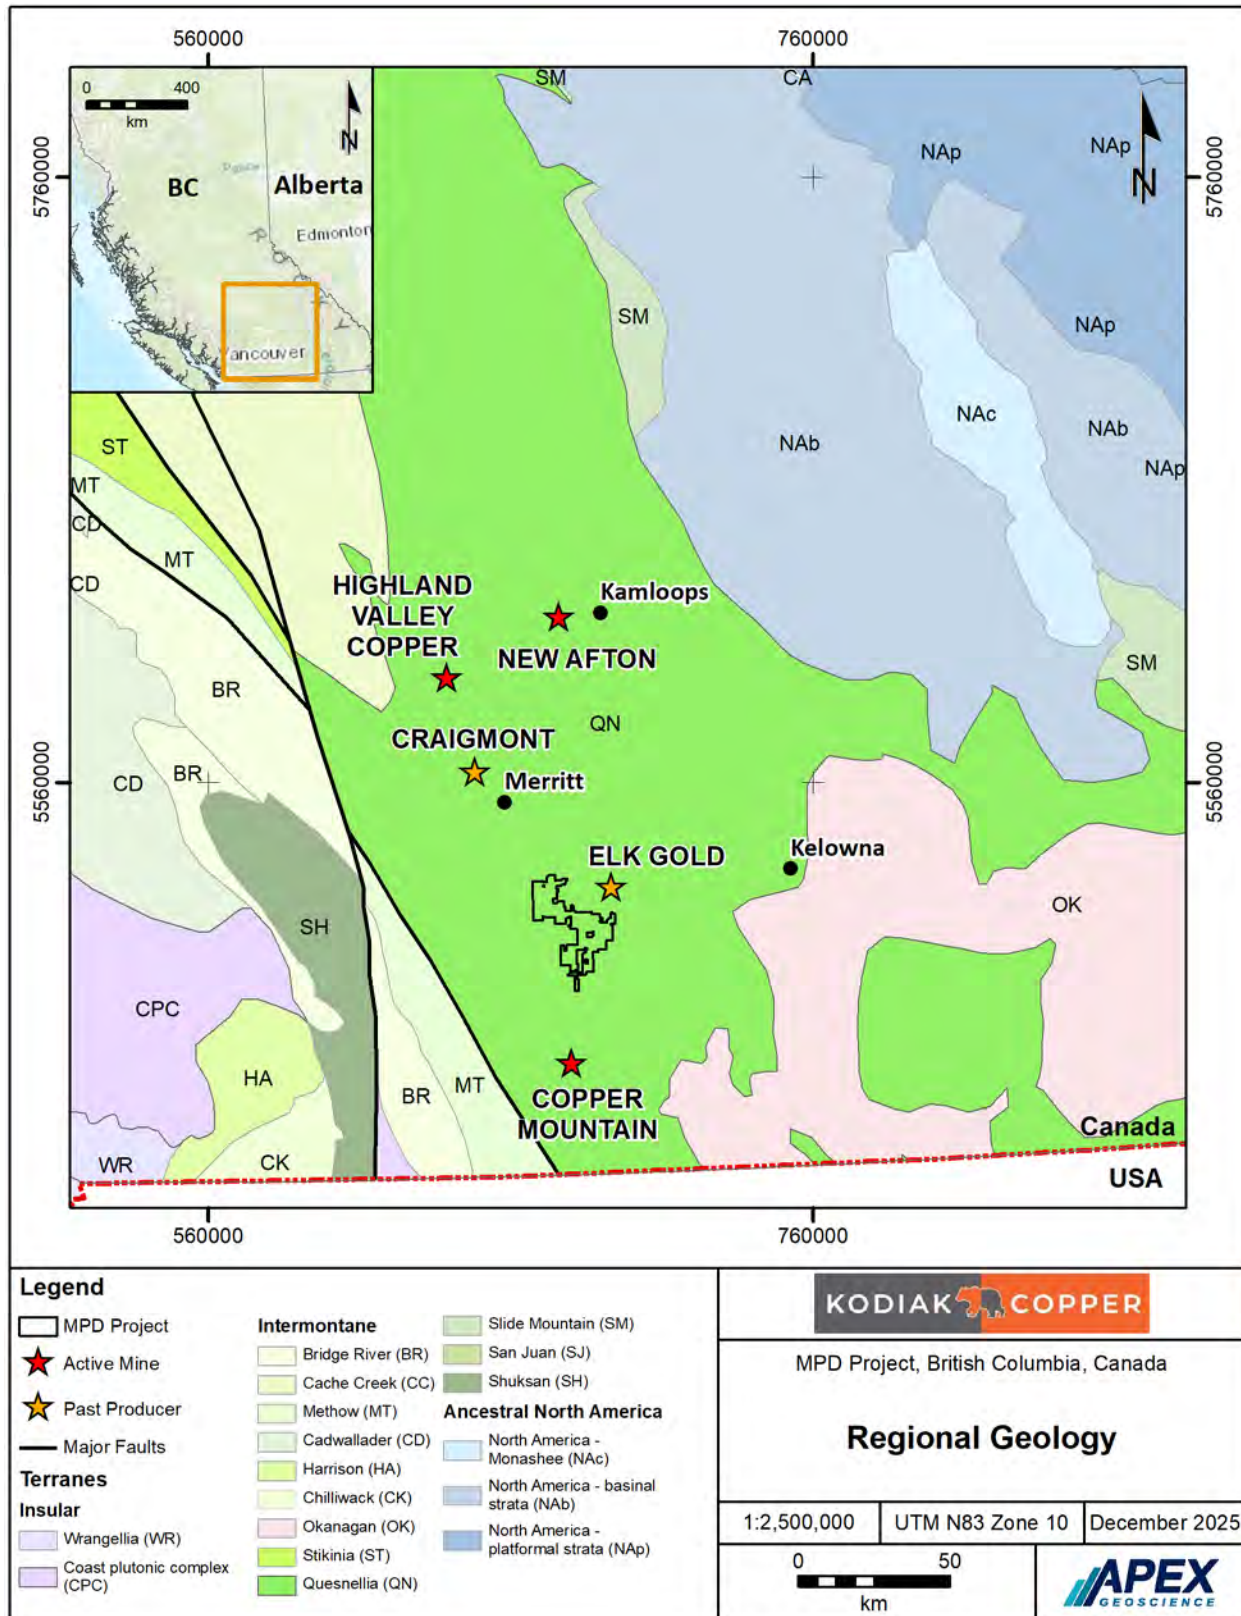 560000
760000
0
400
km
N
BC
Alberta
Edmonton
Vancouver
5760000
5760000
SM
CA
NAp
NAp
N
SM
NAp
NAc
NAb
NAb
NAp
ST
MT
CD
MT
CD
HIGHLAND
VALLEY
COPPER
Kamloops
NEW AFTON
SM
BR
QN
CRAIGMONT
BR
Merritt
CD
5560000
5560000
ELK GOLD
Kelowna
OK
SH
CPC
HA
BR
MT
COPPER
MOUNTAIN
WR
CK
Canada
USA
560000
760000
Legend
MPD Project
Active Mine
Past Producer
Major Faults
Terranes
Insular
Wrangellia (WR)
Coast plutonic complex
(CPC)
Intermontane
Bridge River (BR)
Cache Creek (CC)
Methow (MT)
Cadwallader (CD)
Harrison (HA)
Chilliwack (CK)
Okanagan (OK)
Stikinia (ST)
Quesnellia (QN)
Slide Mountain (SM)
San Juan (SJ)
Shuksan (SH)
Ancestral North America
North America -
Monashee (NAc)
North America - basinal
strata (NAb)
North America -
platformal strata (NAp)
KODIAK COPPER
MPD Project, British Columbia, Canada
Regional Geology
1:2,500,000
UTM N83 Zone 10
December 2025
0
50
km
APEX
GEOSCIENCE